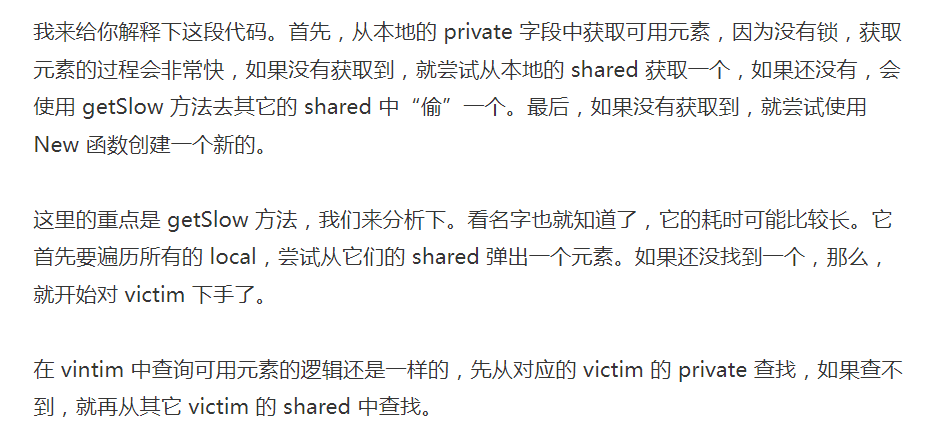 我来给你解释下这段代码。首先，从本地的 private 字段中获取可用元素，因为没有锁，获取
元素的过程会非常快，如果没有获取到，就尝试从本地的 shared 获取一个，如果还没有，会
使用 getSlow 方法去其它的 shared 中“偷”一个。最后，如果没有获取到，就尝试使用
New 函数创建一个新的。
这里的重点是 getSlow 方法，我们来分析下。看名字也就知道了，它的耗时可能比较长。它
首先要遍历所有的 local，尝试从它们的 shared 弹出一个元素。如果还没找到一个，那么，
就开始对 victim 下手了。
在 vintim 中查询可用元素的逻辑还是一样的，先从对应的 victim 的 private 查找，如果查不
到，就再从其它 victim 的 shared 中查找。